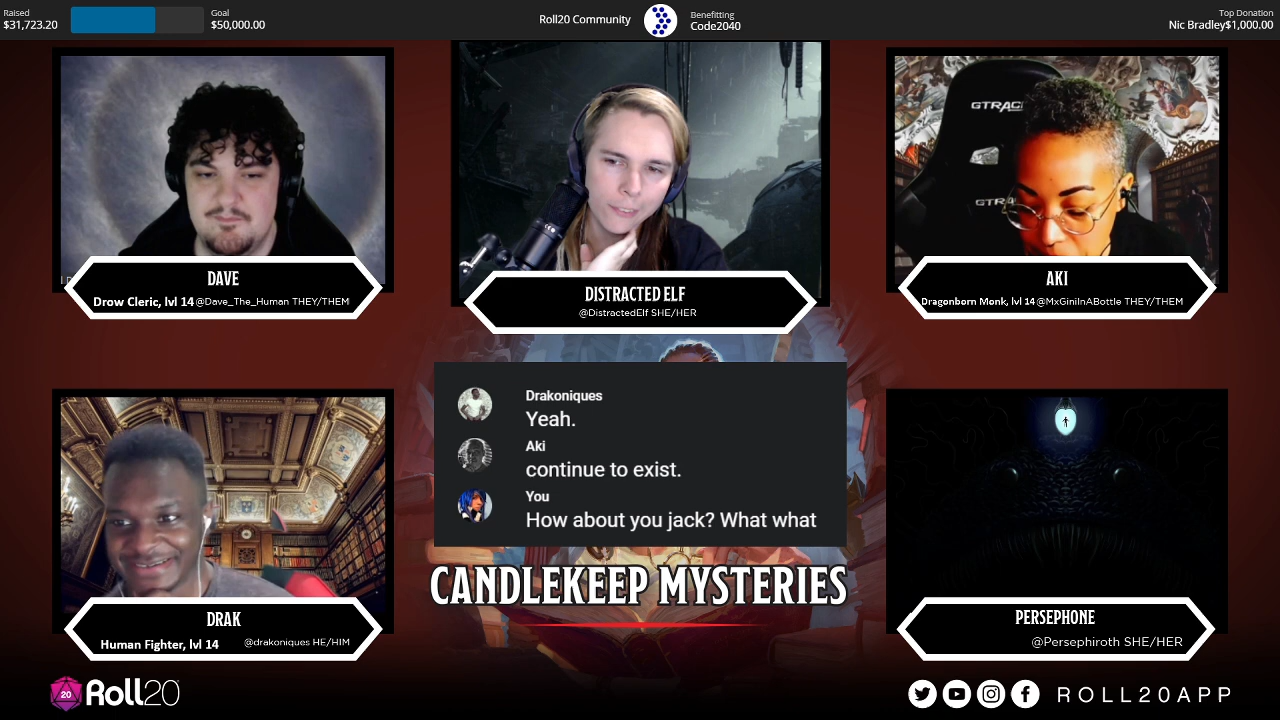 Raised
$31,723.20
Goal
$50,000.00
Roll20 Community
Benefitting
Code2040
Top Donation
Nic Bradley$1,000.00
GTRAC
GTR
DAVE
Drow Cleric, lvl 14 @Dave_The_Human THEY/THEM
DISTRACTED ELF
@DistractedElf SHE/HER
AKI
Dragonborn Monk, lvl 14 @MxGiniInABottle THEY/THEM
Drakoniques
Yeah.
Aki
continue to exist.
You
How about you jack? What what
CANDLEKEEP MYSTERIES
DRAK
Human Fighter, lvl 14 @drakoniques HE/HIM
PERSEPHONE
@Persephiroth SHE/HER
20 Roll20
ROLL20APP